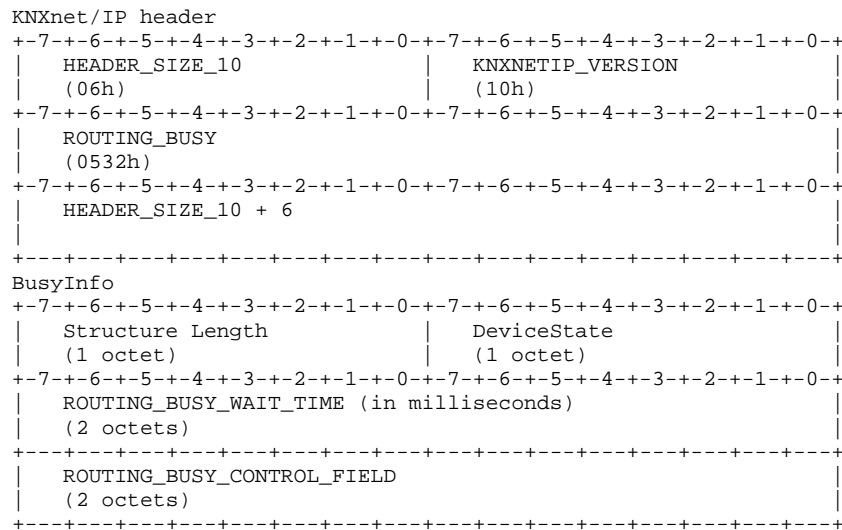 KNXnet/IP header
+-7-+-6-+-5-+-4-+-3-+-2-+-1-+-0-+-7-+-6-+-5-+-4-+-3-+-2-+-1-+-0-+
|   HEADER_SIZE_10              |   KNXNETIP_VERSION            |
|   (06h)                       |   (10h)                       |
+-7-+-6-+-5-+-4-+-3-+-2-+-1-+-0-+-7-+-6-+-5-+-4-+-3-+-2-+-1-+-0-+
|   ROUTING_BUSY                                                |
|   (0532h)                                                     |
+-7-+-6-+-5-+-4-+-3-+-2-+-1-+-0-+-7-+-6-+-5-+-4-+-3-+-2-+-1-+-0-+
|   HEADER_SIZE_10 + 6                                          |
|                                                               |
+---+---+---+---+---+---+---+---+---+---+---+---+---+---+---+---+
BusyInfo
+-7-+-6-+-5-+-4-+-3-+-2-+-1-+-0-+-7-+-6-+-5-+-4-+-3-+-2-+-1-+-0-+
|   Structure Length            |   DeviceState                 |
|   (1 octet)                   |   (1 octet)                   |
+-7-+-6-+-5-+-4-+-3-+-2-+-1-+-0-+-7-+-6-+-5-+-4-+-3-+-2-+-1-+-0-+
|   ROUTING_BUSY_WAIT_TIME (in milliseconds)                    |
|   (2 octets)                                                  |
+---+---+---+---+---+---+---+---+---+---+---+---+---+---+---+---+
|   ROUTING_BUSY_CONTROL_FIELD                                  |
|   (2 octets)                                                  |
+---+---+---+---+---+---+---+---+---+---+---+---+---+---+---+---+